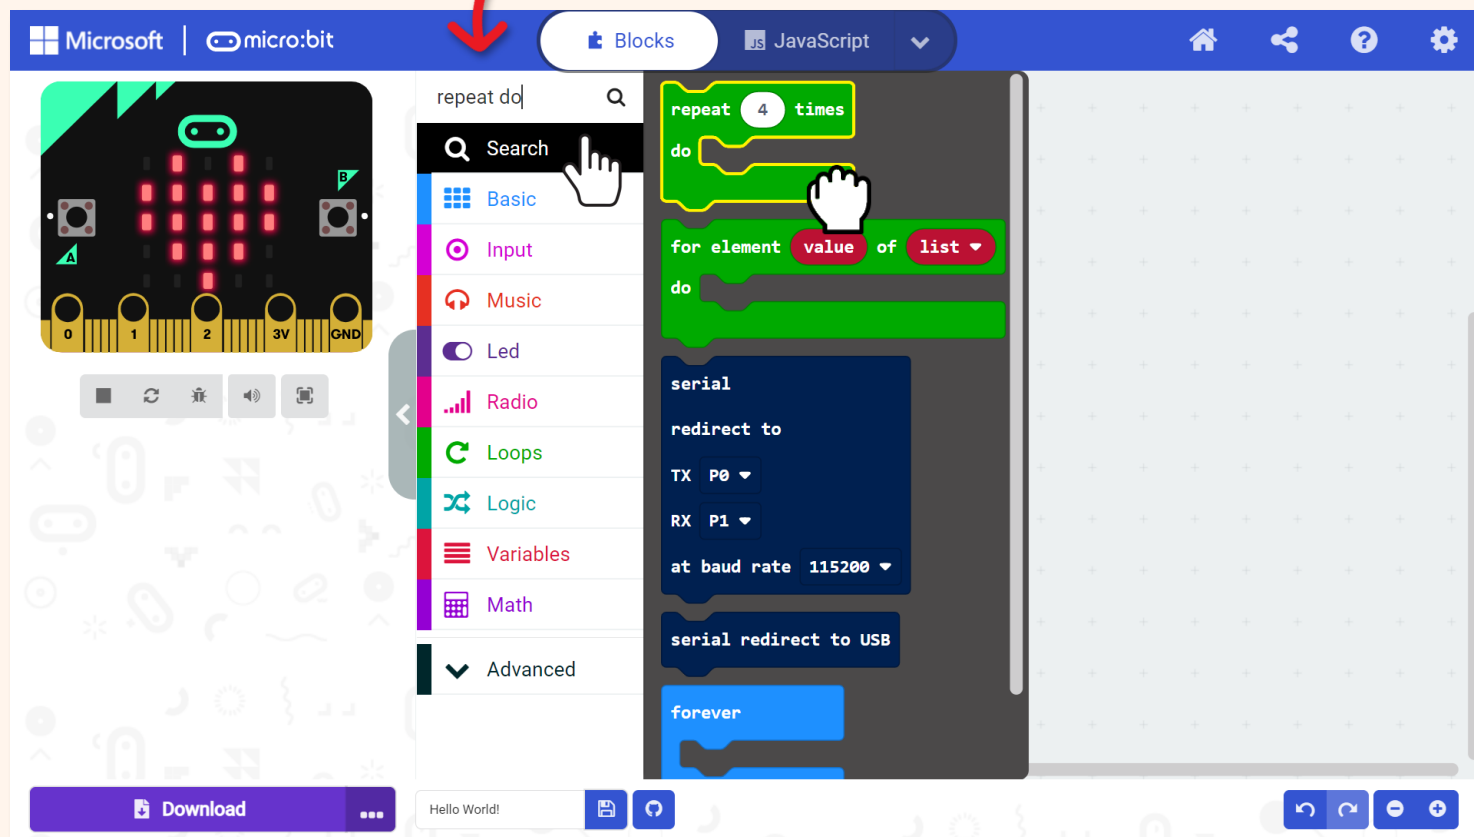 Microsoft
micro:bit
Blocks
JS JavaScript
repeat do
Search
Basic
Input
Music
Led
Radio
Loops
Logic
Variables
Math
Advanced
B
A
0 1 2 3V GND
repeat 4 times
do
for element value of list
do
serial
redirect to
TX P0
RX P1
at baud rate 115200
serial redirect to USB
forever
Download
Hello World!